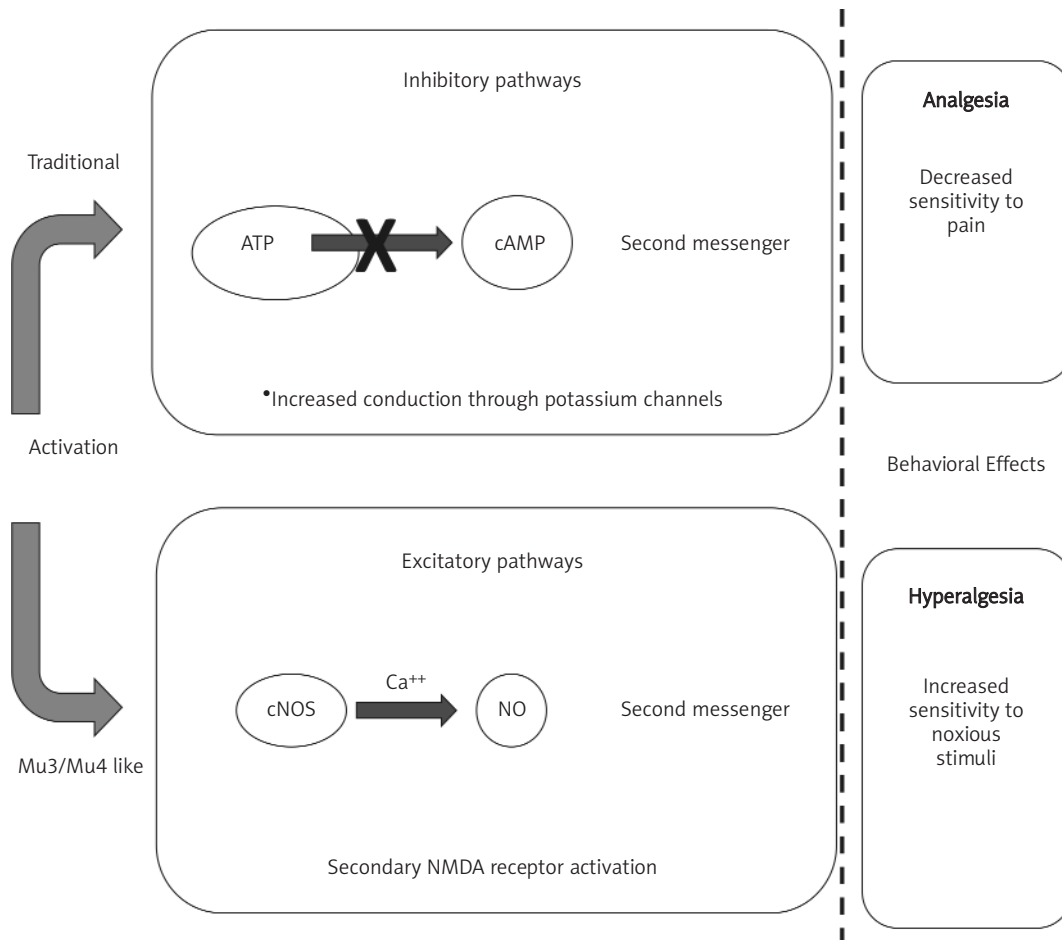 Inhibitory pathways
Traditional
ATP
cAMP
Second messenger
•Increased conduction through potassium channels
Analgesia
Decreased
sensitivity to
pain
Activation
Behavioral Effects
Excitatory pathways
cNOS
Ca++
NO
Second messenger
Mu3/Mu4 like
Secondary NMDA receptor activation
Hyperalgesia
Increased
sensitivity to
noxious
stimuli